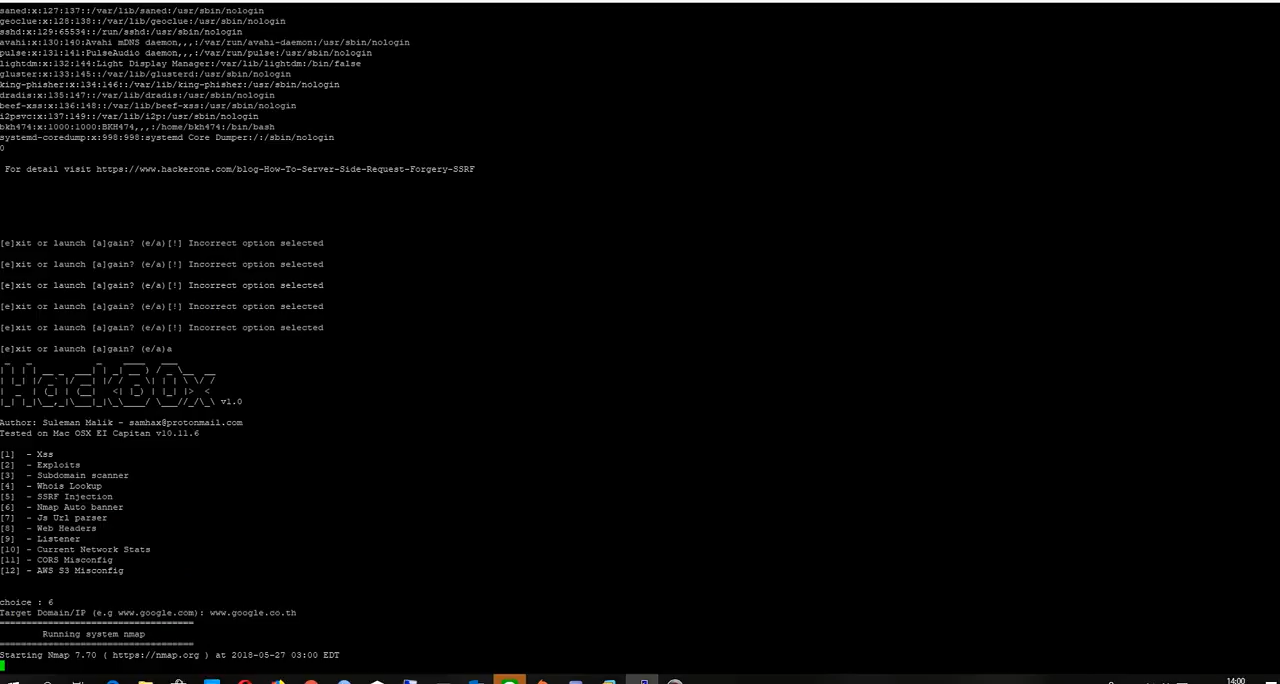 saned:x:127:137::/var/lib/saned:/usr/sbin/nologin
geoclue:x:128:138::/var/lib/geoclue:/usr/sbin/nologin
sshd:x:129:65534::/run/sshd:/usr/sbin/nologin
avahi:x:130:140:Avahi mDNS daemon,,,:/var/run/avahi-daemon:/usr/sbin/nologin
pulse:x:131:141:PulseAudio daemon,,,:/var/run/pulse:/usr/sbin/nologin
lightdm:x:132:144:Light Display Manager:/var/lib/lightdm:/bin/false
gluster:x:133:145::/var/lib/glusterd:/usr/sbin/nologin
king-phisher:x:134:146::/var/lib/king-phisher:/usr/sbin/nologin
dradis:x:135:147::/var/lib/dradis:/usr/sbin/nologin
beef-xss:x:136:148::/var/lib/beef-xss:/usr/sbin/nologin
i2psvc:x:137:149::/var/lib/i2p:/usr/sbin/nologin
bkh474:x:1000:1000:BKH474,,,:/home/bkh474:/bin/bash
systemd-coredump:x:998:998:systemd Core Dumper:/:/sbin/nologin
0
For detail visit https://www.hackerone.com/blog-How-To-Server-Side-Request-Forgery-SSRF
[e]xit or launch [a]gain? (e/a)[!] Incorrect option selected
[e]xit or launch [a]gain? (e/a)[!] Incorrect option selected
[e]xit or launch [a]gain? (e/a)[!] Incorrect option selected
[e]xit or launch [a]gain? (e/a)[!] Incorrect option selected
[e]xit or launch [a]gain? (e/a)[!] Incorrect option selected
[e]xit or launch [a]gain? (e/a)a
Hack80x v1.0
Author: Suleman Malik ~ samhax@protonmail.com
Tested on Mac OSX EI Capitan v10.11.6
[1] - Xss
[2] - Exploits
[3] - Subdomain scanner
[4] - Whois Lookup
[5] - SSRF Injection
[6] - Nmap Auto banner
[7] - Js Url parser
[8] - Web Headers
[9] - Listener
[10] - Current Network Stats
[11] - CORS Misconfig
[12] - AWS S3 Misconfig
choice : 6
Target Domain/IP (e.g www.google.com): www.google.co.th
====================================
Running system nmap
====================================
Starting Nmap 7.70 ( https://nmap.org ) at 2018-05-27 03:00 EDT
14:00